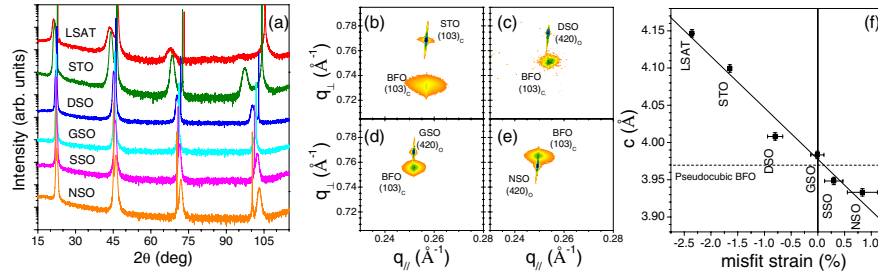 (a)
LSAT
STO
DSO
GSO
SSO
NSO
Intensity (arb. units)
15 45 75 105
2θ (deg)
(b)
STO
(103)C
BFO
(103)C
0.78
0.76
0.74
0.72
q⊥ (Å⁻¹)
(c)
DSO
(420)O
BFO
(103)C
(d)
GSO
(420)O
BFO
(103)C
0.78
0.76
0.74
0.72
q⊥ (Å⁻¹)
0.24 0.26 0.28
q// (Å⁻¹)
(e)
BFO
(103)C
NSO
(420)O
0.24 0.26 0.28
q// (Å⁻¹)
(f)
4.15
4.10
4.05
4.00
3.95
3.90
c (Å)
LSAT
STO
DSO
GSO
SSO
NSO
Pseudocubic BFO
-2.5 -2.0 -1.5 -1.0 -0.5 0.0 0.5 1.0
misfit strain (%)